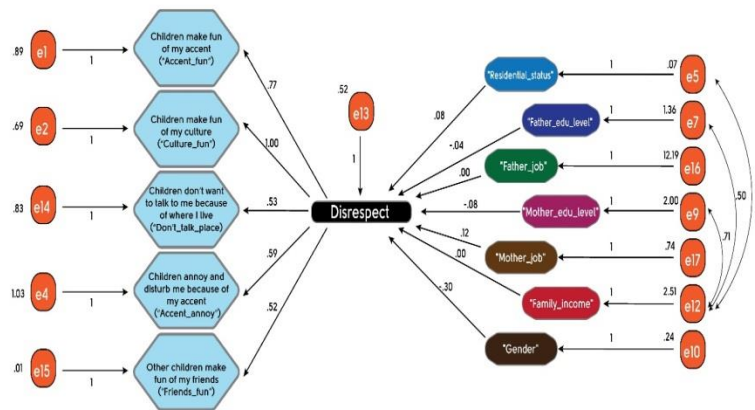 .89
e1
1
Children make fun
of my accent
("Accent_fun")
.77
.69
e2
1
Children make fun
of my culture
("Culture_fun")
1.00
.83
e14
1
Children don't want
to talk to me because
of where I live
("Don't_talk_place)
.53
1.03
e4
1
Children annoy and
disturb me because of
my accent
("Accent_annoy")
.59
.01
e15
1
Other children make
fun of my friends
("Friends_fun")
.52
.52
e13
1
Disrespect
.08
"Residential_status"
1
.07
e5
-.04
"Father_edu_level"
1
1.36
e7
.00
"Father_job"
1
12.19
e16
-.08
"Mother_edu_level"
1
2.00
e9
.12
"Mother_job"
1
.74
e17
.00
"Family_income"
1
2.51
e12
-.30
"Gender"
1
.24
e10
.71
.50